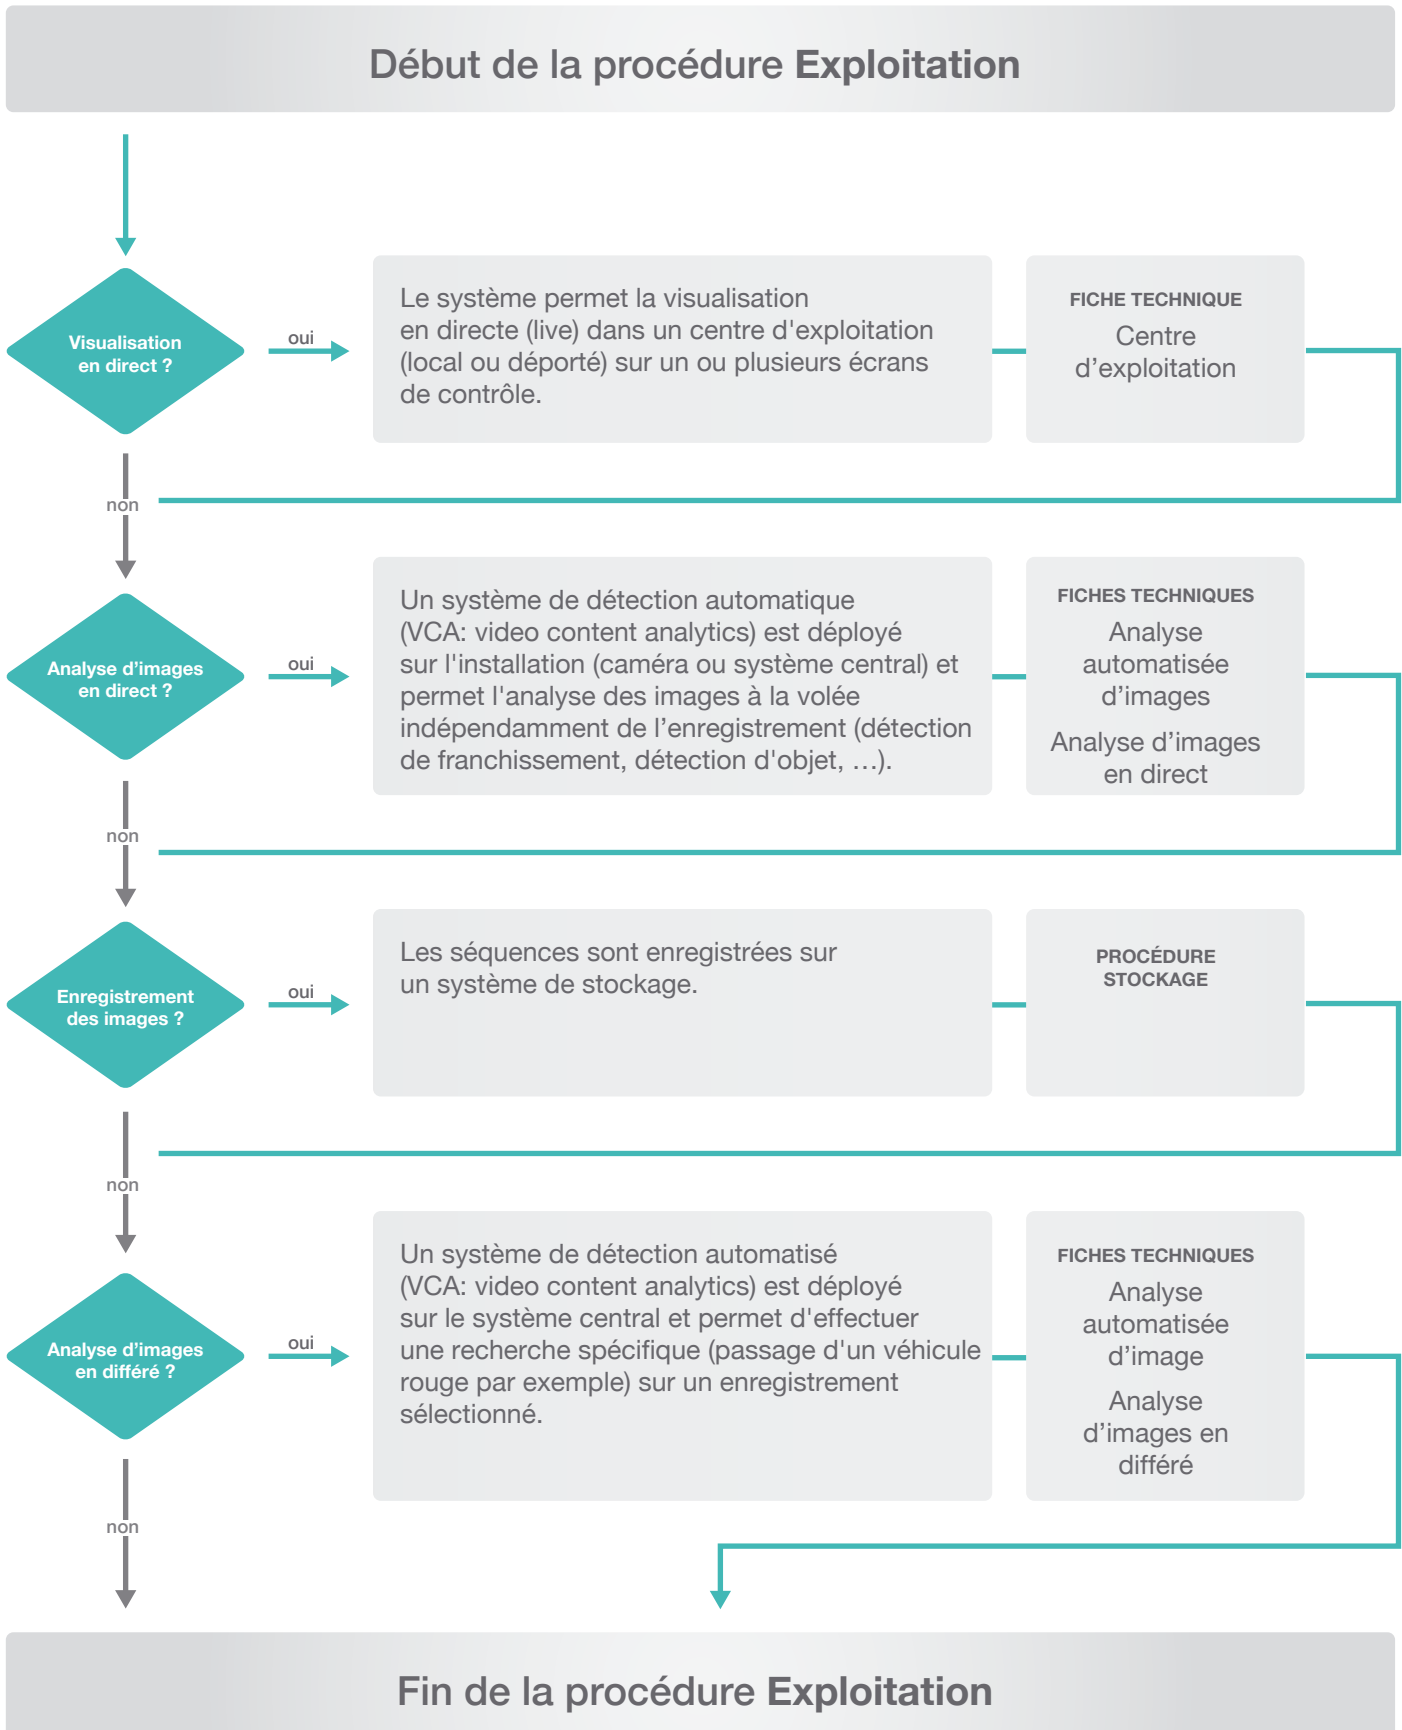 Début de la procédure Exploitation
Visualisation
en direct ?
oui
Le système permet la visualisation
en directe (live) dans un centre d'exploitation
(local ou déporté) sur un ou plusieurs écrans
de contrôle.
FICHE TECHNIQUE
Centre
d’exploitation
non
Analyse d’images
en direct ?
oui
Un système de détection automatique
(VCA: video content analytics) est déployé
sur l'installation (caméra ou système central) et
permet l'analyse des images à la volée
indépendamment de l’enregistrement (détection
de franchissement, détection d'objet, …).
FICHES TECHNIQUES
Analyse
automatisée
d’images
Analyse d’images
en direct
non
Enregistrement
des images ?
oui
Les séquences sont enregistrées sur
un système de stockage.
PROCÉDURE
STOCKAGE
non
Analyse d’images
en différé ?
oui
Un système de détection automatisé
(VCA: video content analytics) est déployé
sur le système central et permet d'effectuer
une recherche spécifique (passage d'un véhicule
rouge par exemple) sur un enregistrement
sélectionné.
FICHES TECHNIQUES
Analyse
automatisée
d’image
Analyse
d’images en
différé
non
Fin de la procédure Exploitation